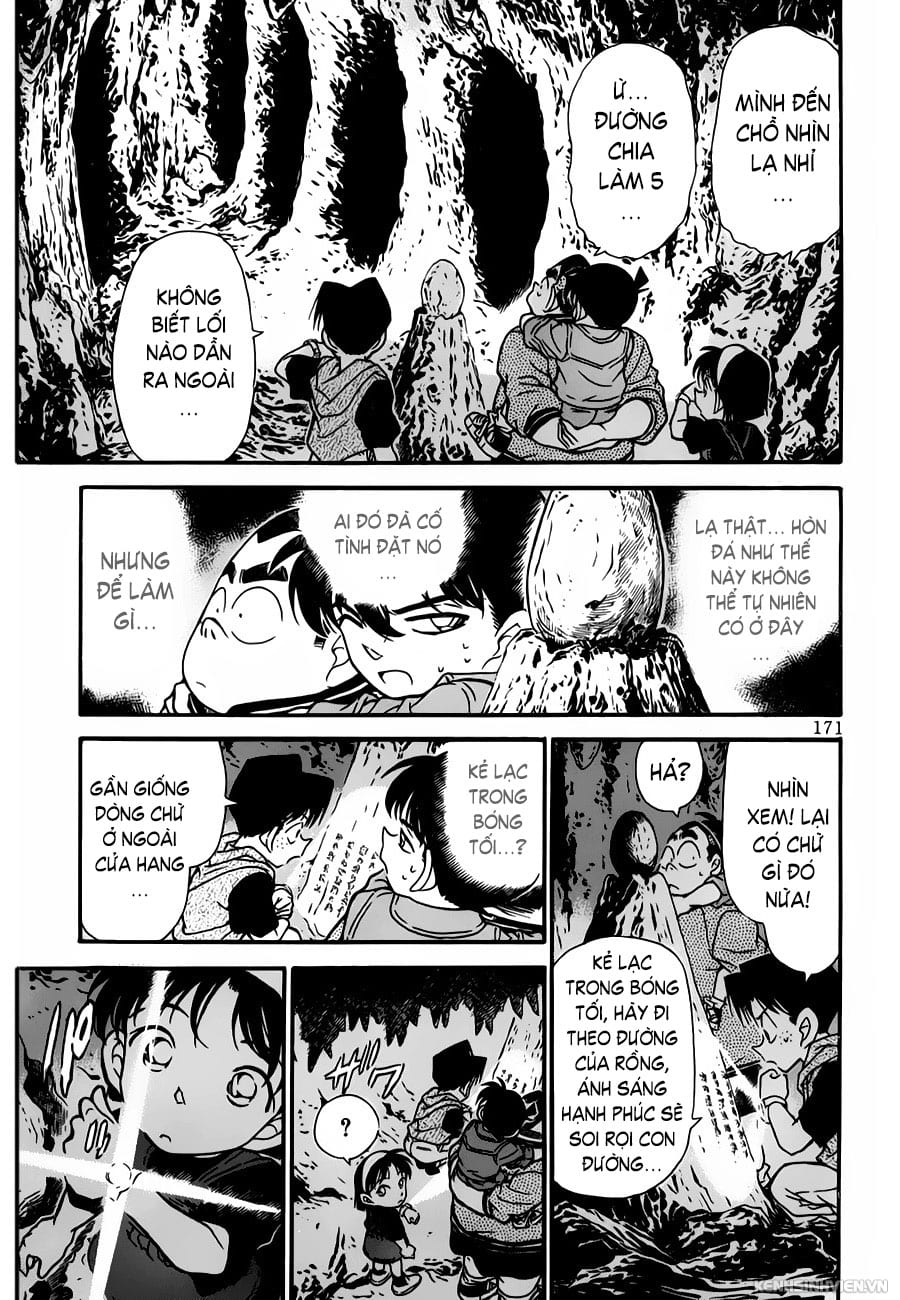 MÌNH ĐẾN
CHỖ NHÌN
LẠ NHỈ
Ừ...
ĐƯỜNG
CHIA
LÀM 5
...
KHÔNG
BIẾT LỐI
NÀO DẪN
RA NGOÀI
...
LẠ THẬT... HÒN
ĐÁ NHƯ THẾ
NÀY KHÔNG
THỂ TỰ NHIÊN
CÓ Ở ĐÂY
...
AI ĐÓ ĐÃ CỐ
TÌNH ĐẶT NÓ
...
NHƯNG
ĐỂ LÀM
GÌ...
171
NHÌN
XEM! LẠI
CÓ CHỮ
GÌ ĐÓ
NỮA!
HẢ?
KẺ LẠC
TRONG BÓNG
TỐI, HÃY ĐI
THEO ĐƯỜNG
CỦA RỒNG,
ÁNH SÁNG
HẠNH PHÚC SẼ
SOI RỌI CON
ĐƯỜNG...
KẺ LẠC
TRONG
BÓNG
TỐI...?
GẦN GIỐNG
DÒNG CHỮ
Ở NGOÀI
CỬA HANG
...
?
KENHSINHVIEN.VN